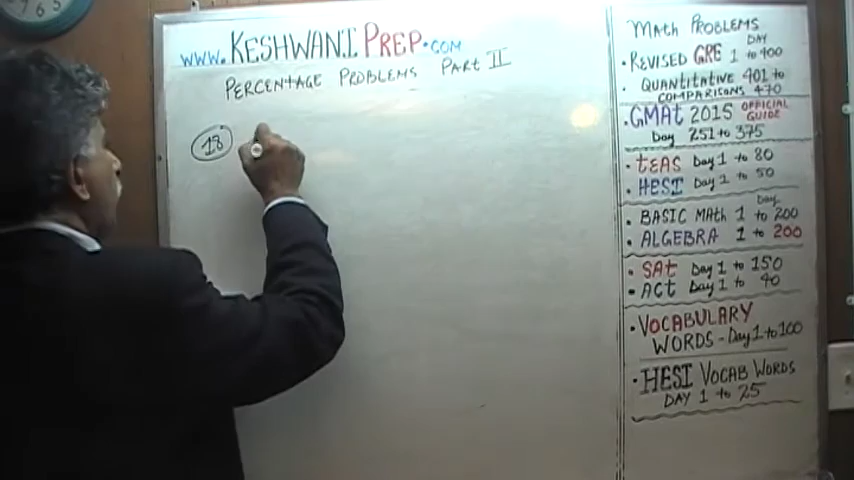 www.KESHWANI PREP.COM
PERCENTAGE PROBLEMS PART II
18
MATH PROBLEMS
DAY
• REVISED GRE 1 to 400
• QUANTITATIVE 401 to
COMPARISONS 470
• GMAt 2015 OFFICIAL GUIDE
Day 251 to 375
• tEAS Day 1 to 80
• HESI Day 1 to 50
Day
• BASIC Math 1 to 200
• ALGEBRA 1 to 200
• SAt Day 1 to 150
• ACt Day 1 to 40
• VOCABULARY
WORDS - Day 1 to 100
• HESI VOCAB WORDS
DAY 1 to 25